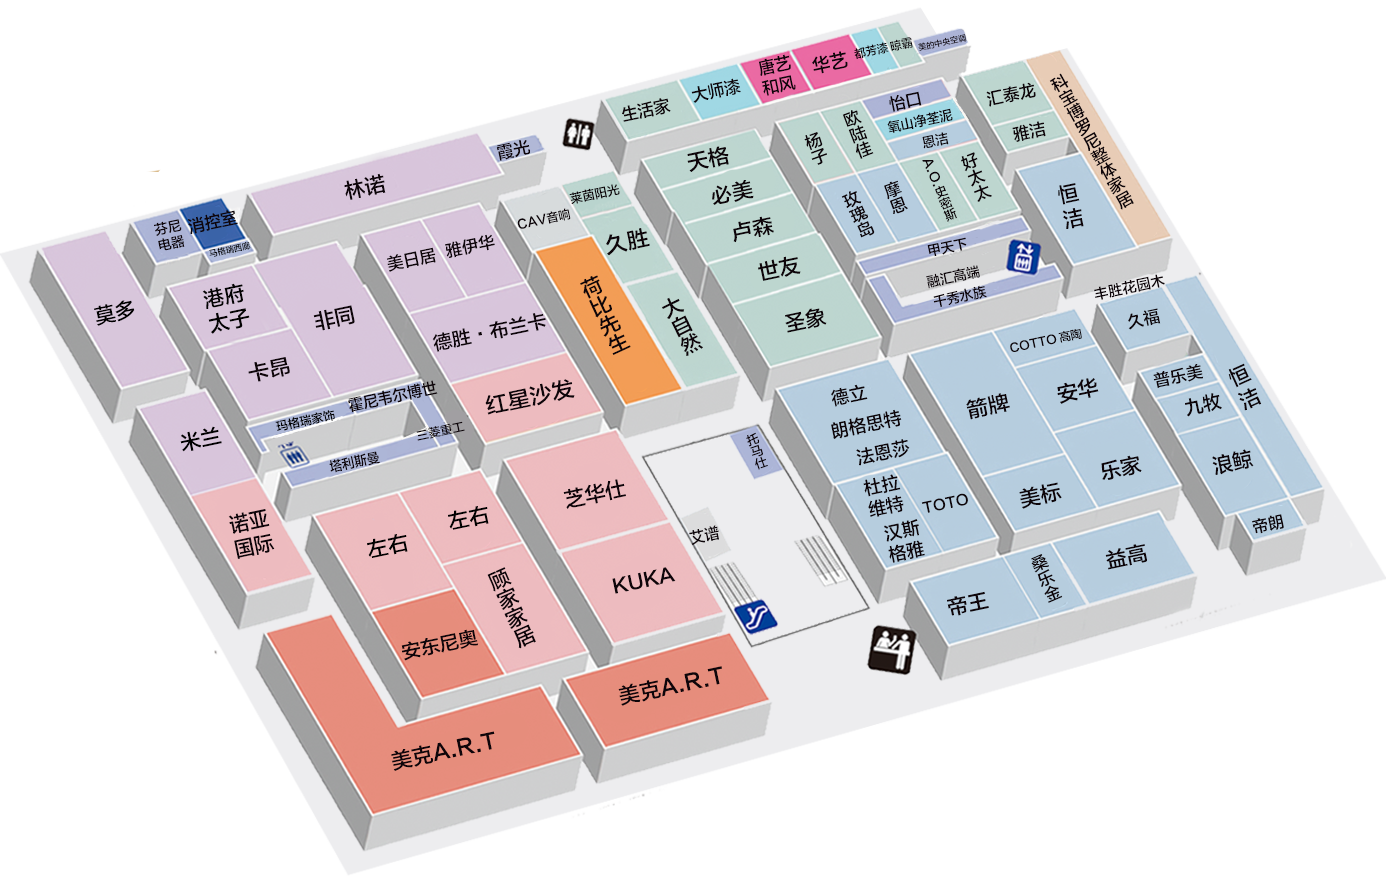 生活家
大师漆
唐艺
和风
华艺
都芳漆
晾霸
美的中央空调
林诺
霞光
芬尼
电器
消控室
马格瑞西服
莫多
港府
太子
非同
卡昂
美日居
雅伊华
德胜·布兰卡
红星沙发
CAV音响
莱茵阳光
久胜
荷比先生
大自然
天格
必美
卢森
世友
圣象
杨子
欧陆佳
怡口
氧山净荃泥
恩洁
玫瑰岛
摩恩
A.O.史密斯
好太太
甲天下
融汇高端
千秀水族
汇泰龙
雅洁
科宝博罗尼整体家居
恒洁
丰胜花园木
久福
恒洁
普乐美
九牧
浪鲸
帝朗
COTTO高陶
箭牌
安华
美标
乐家
德立
朗格思特
法恩莎
杜拉
维特
汉斯
格雅
TOTO
帝王
桑乐金
益高
托马仕
艾谱
米兰
诺亚
国际
玛格瑞家饰
霍尼韦尔博世
三菱重工
塔利斯曼
左右
左右
顾家家居
安东尼奥
芝华仕
KUKA
美克A.R.T
美克A.R.T